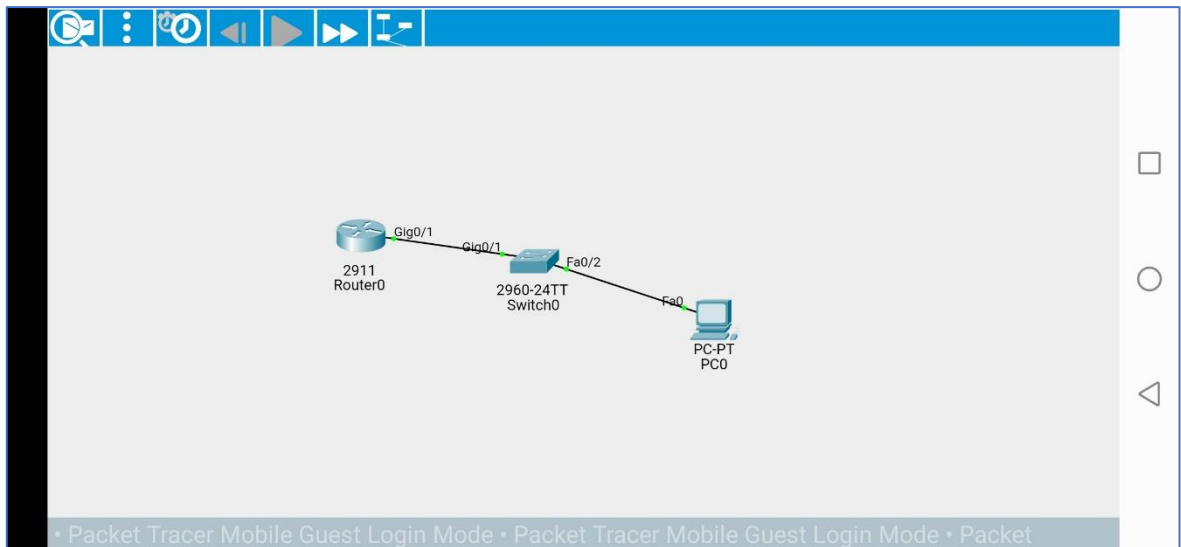 Gig0/1
Gig0/1
Fa0/2
2911
Router0
2960-24TT
Switch0
Fa0
PC-PT
PC0
• Packet Tracer Mobile Guest Login Mode • Packet Tracer Mobile Guest Login Mode • Packet